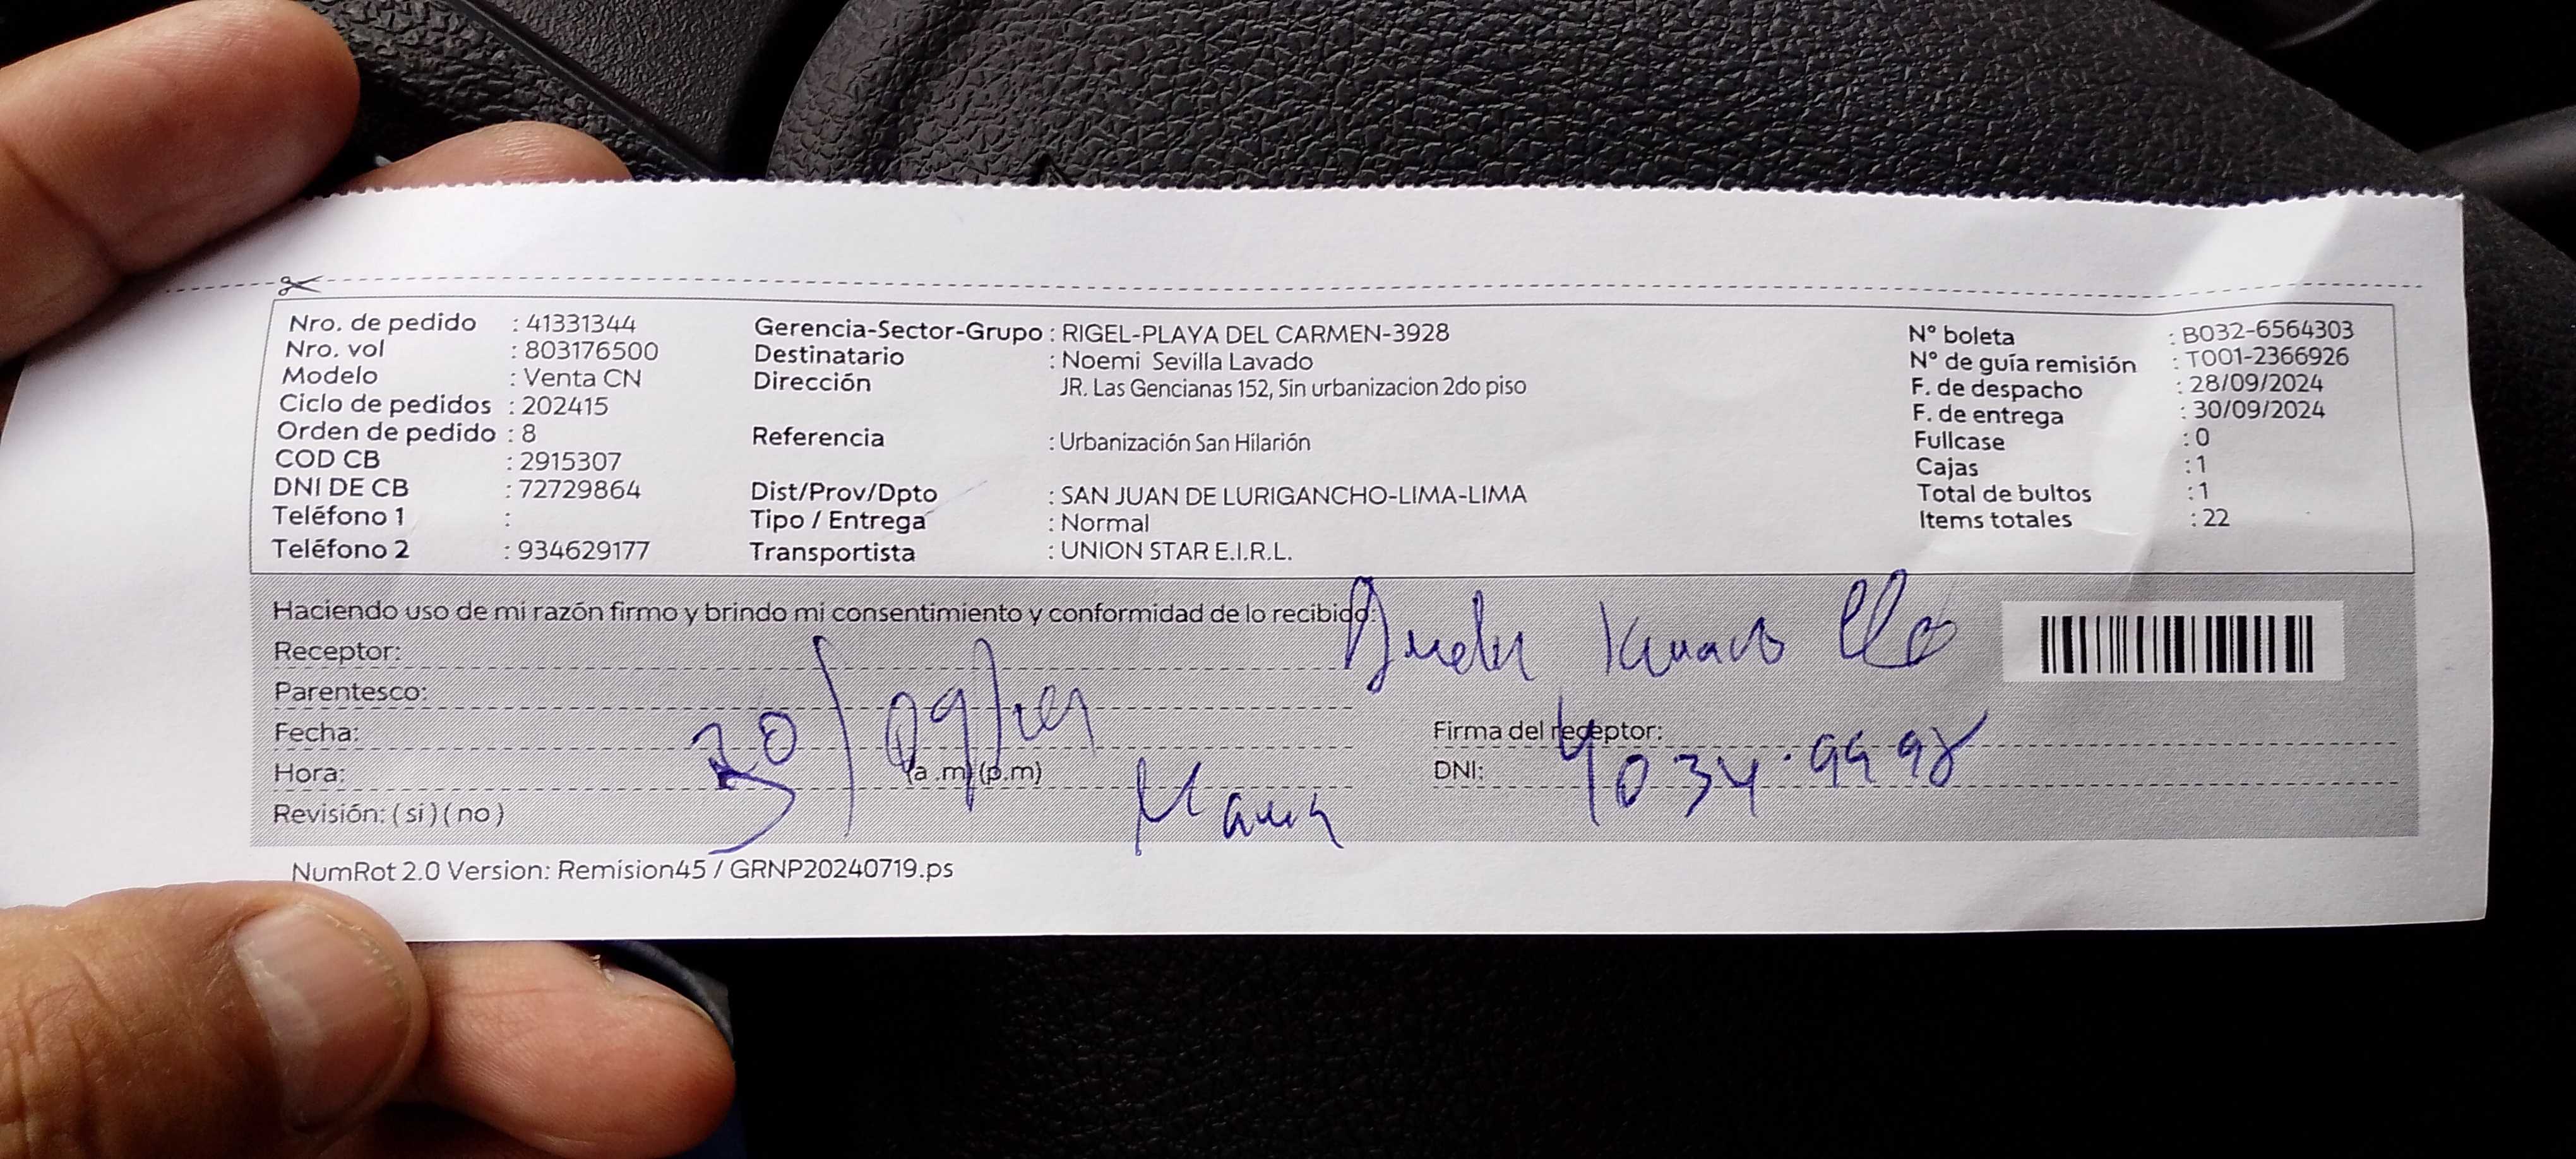 Nro. de pedido : 41331344
Nro. vol : 803176500
Modelo : Venta CN
Ciclo de pedidos : 202415
Orden de pedido : 8
COD CB : 2915307
DNI DE CB : 72729864
Teléfono 1 :
Teléfono 2 : 934629177
Gerencia-Sector-Grupo : RIGEL-PLAYA DEL CARMEN-3928
Destinatario : Noemi Sevilla Lavado
Dirección JR. Las Gencianas 152, Sin urbanizacion 2do piso
Referencia : Urbanización San Hilarión
Dist/Prov/Dpto : SAN JUAN DE LURIGANCHO-LIMA-LIMA
Tipo / Entrega : Normal
Transportista : UNION STAR E.I.R.L.
N° boleta : B032-6564303
N° de guía remisión : T001-2366926
F. de despacho : 28/09/2024
F. de entrega : 30/09/2024
Fullcase : 0
Cajas : 1
Total de bultos : 1
Items totales : 22
Haciendo uso de mi razón firmo y brindo mi consentimiento y conformidad de lo recibido:
Receptor:
Parentesco:
Fecha: 30/09/
Hora: (a .m) (p.m)
Revisión: ( si ) ( no )
Firma del receptor:
DNI: 4034.9998
NumRot 2.0 Version: Remision45 / GRNP20240719.ps